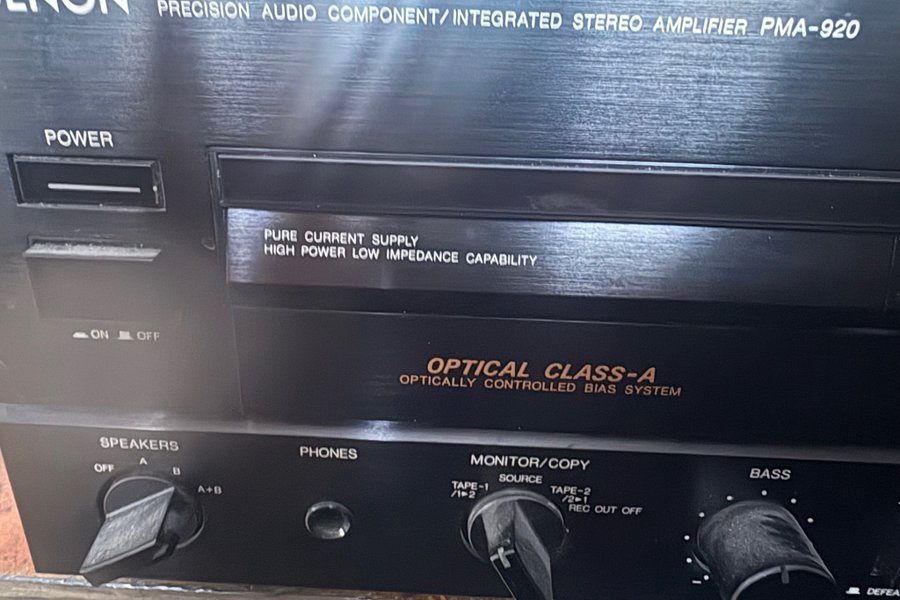 DENON PRECISION AUDIO COMPONENT/INTEGRATED STEREO AMPLIFIER PMA-920
POWER
PURE CURRENT SUPPLY
HIGH POWER LOW IMPEDANCE CAPABILITY
ON OFF
OPTICAL CLASS-A
OPTICALLY CONTROLLED BIAS SYSTEM
SPEAKERS
OFF A B A+B
PHONES
MONITOR/COPY
SOURCE
TAPE-1
/1▶2
TAPE-2
/2▶1
REC OUT OFF
BASS
DEFEA